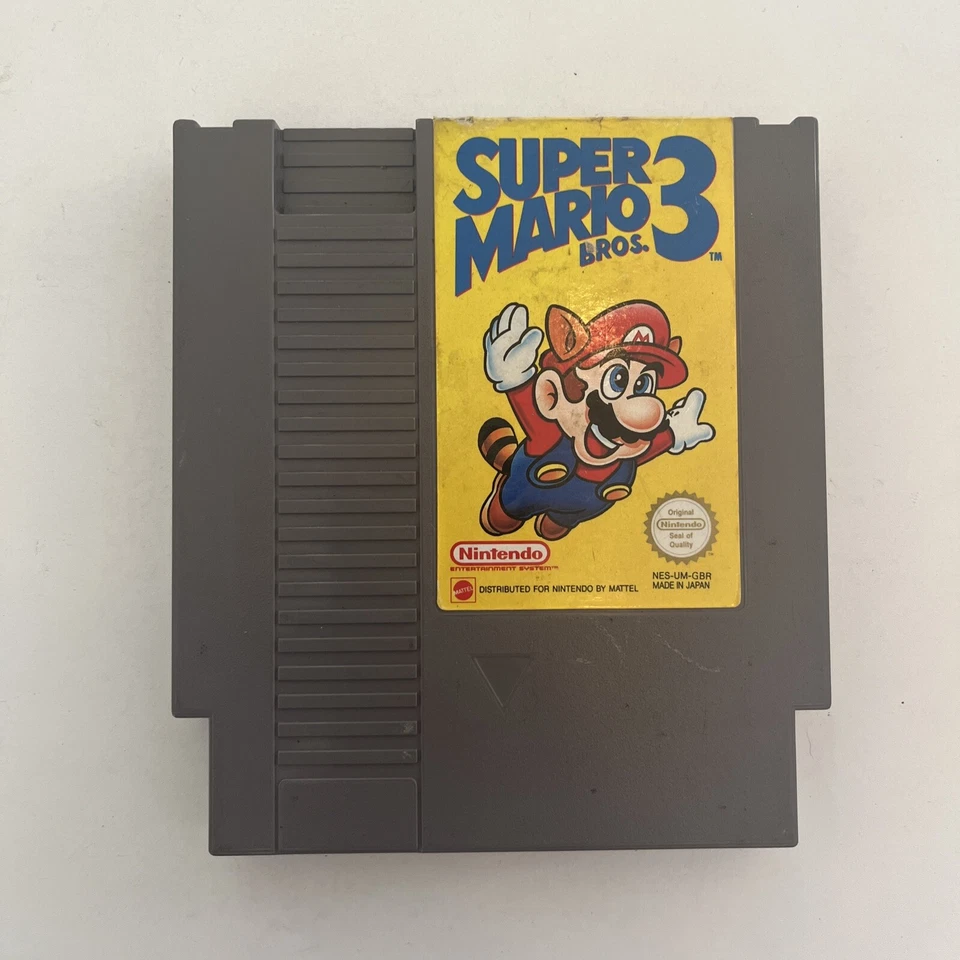 SUPER
MARIO 3
BROS. ™
M
Original
Nintendo
Seal of
Quality
Nintendo
ENTERTAINMENT SYSTEM™
MATTEL
DISTRIBUTED FOR NINTENDO BY MATTEL
NES-UM-GBR
MADE IN JAPAN